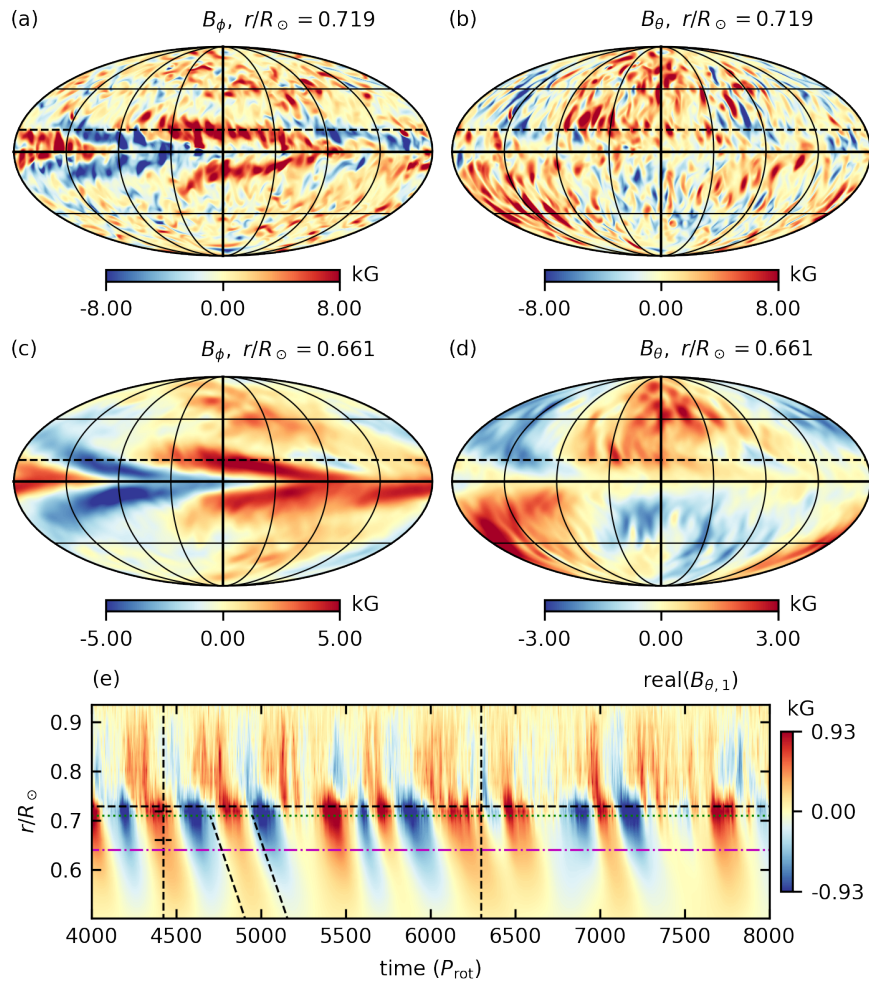 (a) B_ϕ, r/R_⊙ = 0.719
(b) B_θ, r/R_⊙ = 0.719
kG
-8.00 0.00 8.00
kG
-8.00 0.00 8.00
(c) B_ϕ, r/R_⊙ = 0.661
(d) B_θ, r/R_⊙ = 0.661
kG
-5.00 0.00 5.00
kG
-3.00 0.00 3.00
(e) real(B_{θ, 1})
kG
0.93
0.00
-0.93
r/R_⊙
0.9
0.8
0.7
0.6
4000 4500 5000 5500 6000 6500 7000 7500 8000
time (P_rot)